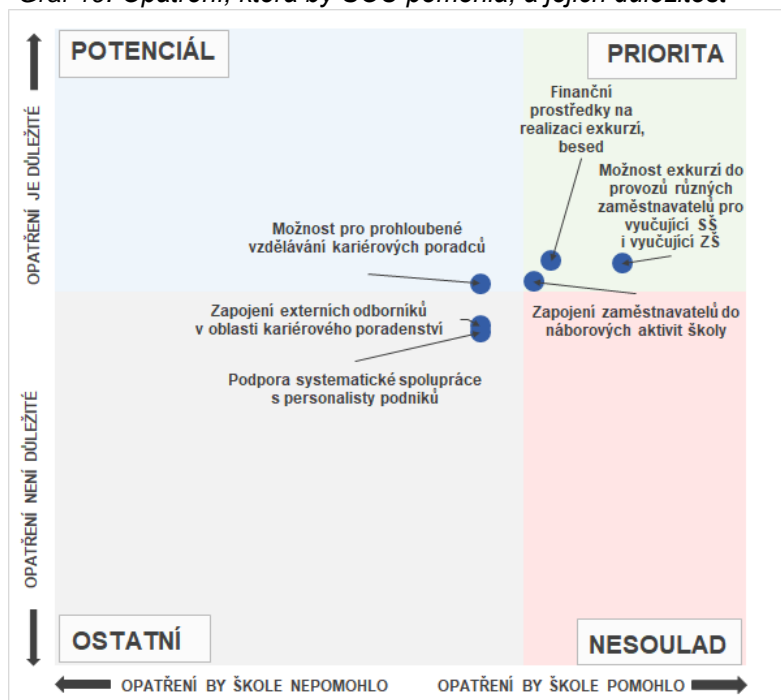 POTENCIÁL
PRIORITA
Finanční
prostředky na
realizaci exkurzí,
besed
Možnost exkurzí do
provozů různých
zaměstnavatelů pro
vyučující SŠ
i vyučující ZŠ
Možnost pro prohloubené
vzdělávání kariérových poradců
Zapojení externích odborníků
v oblasti kariérového poradenství
Zapojení zaměstnavatelů do
náborových aktivit školy
Podpora systematické spolupráce
s personalisty podniků
OPATŘENÍ JE DŮLEŽITÉ
OPATŘENÍ NENÍ DŮLEŽITÉ
OSTATNÍ
NESOULAD
OPATŘENÍ BY ŠKOLE NEPOMOHLO
OPATŘENÍ BY ŠKOLE POMOHLO